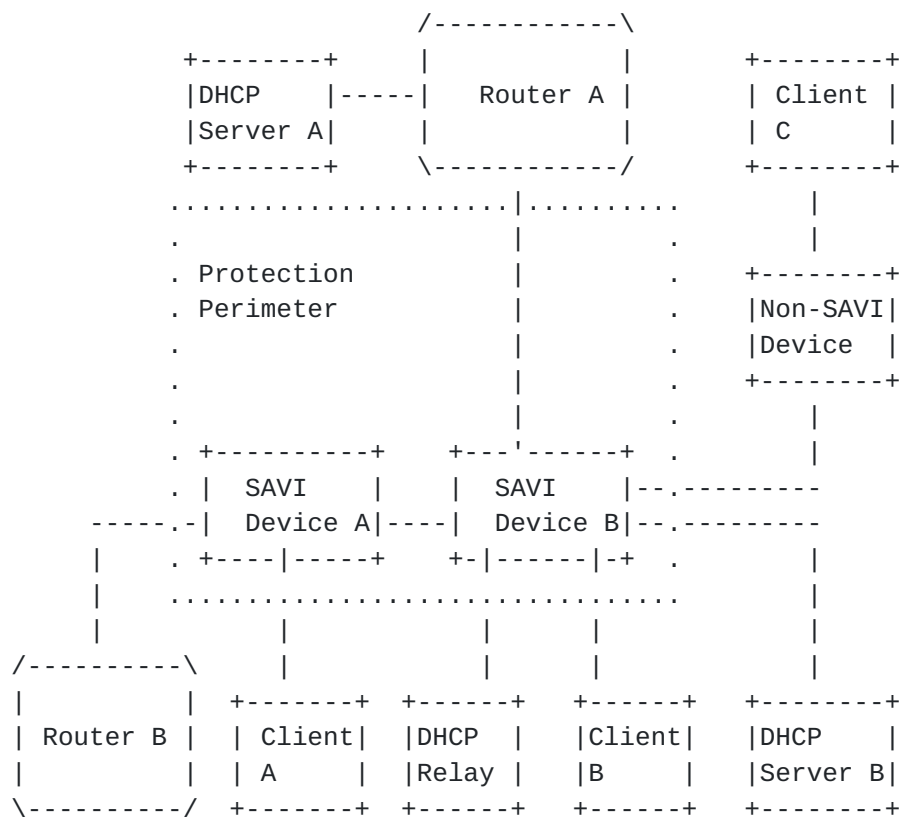 DHCP Router A Client
Server A C
Protection
Perimeter Non-SAVI
Device
SAVI SAVI
Device A Device B
Router B Client DHCP Client DHCP
A Relay B Server B